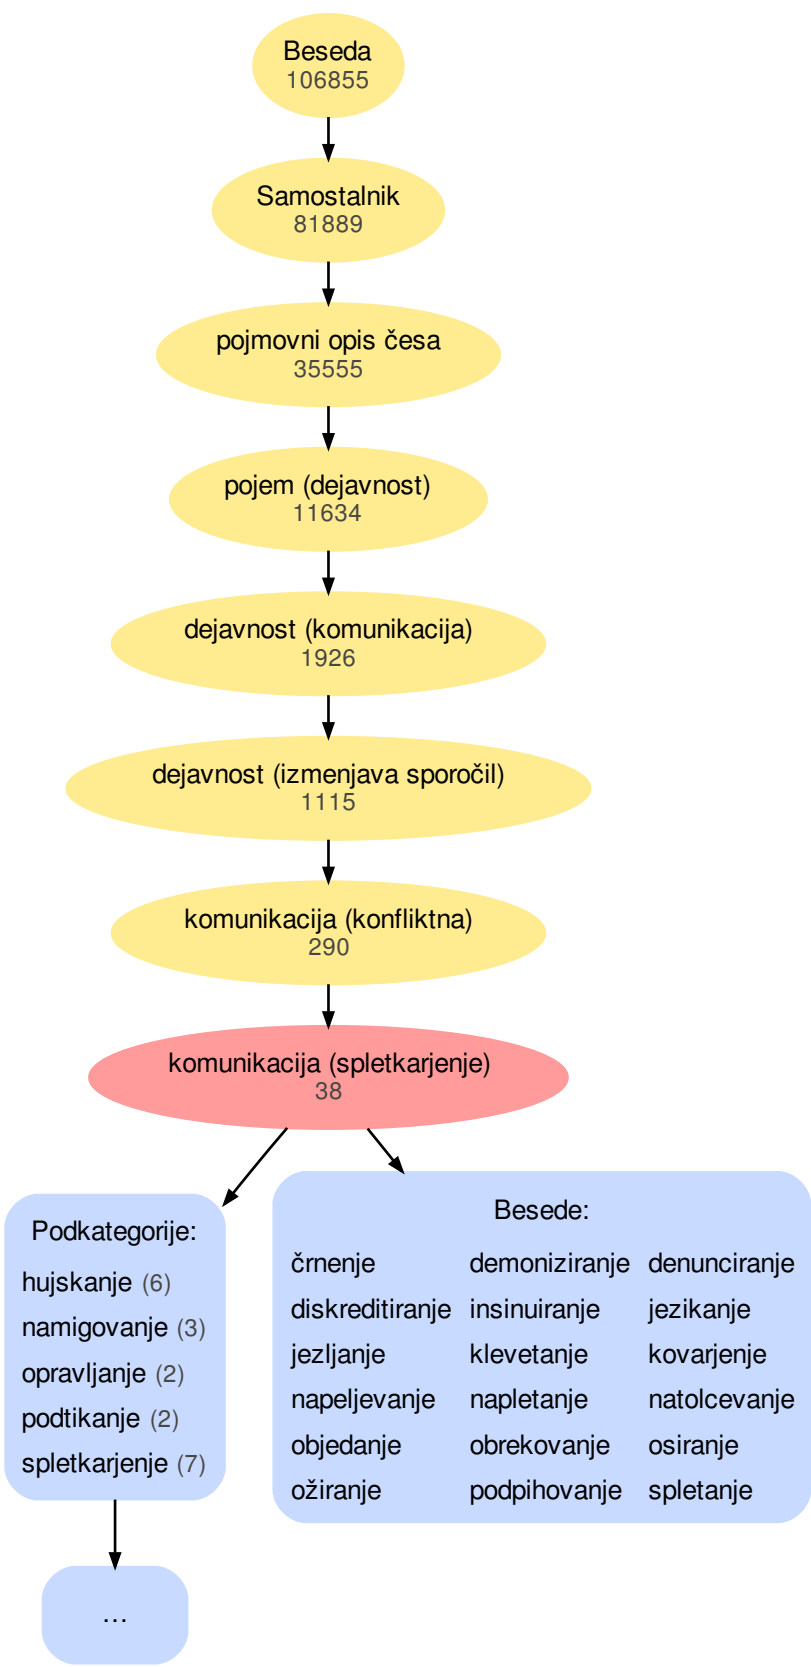 Beseda
106855
Samostalnik
81889
pojmovni opis česa
35555
pojem (dejavnost)
11634
dejavnost (komunikacija)
1926
dejavnost (izmenjava sporočil)
1115
komunikacija (konfliktna)
290
komunikacija (spletkarjenje)
38
Podkategorije:
hujskanje (6)
namigovanje (3)
opravljanje (2)
podtikanje (2)
spletkarjenje (7)
...
Besede:
črnenje demoniziranje denunciranje
diskreditiranje insinuiranje jezikanje
jezljanje klevetanje kovarjenje
napeljevanje napletanje natolcevanje
objedanje obrekovanje osiranje
ožiranje podpihovanje spletanje